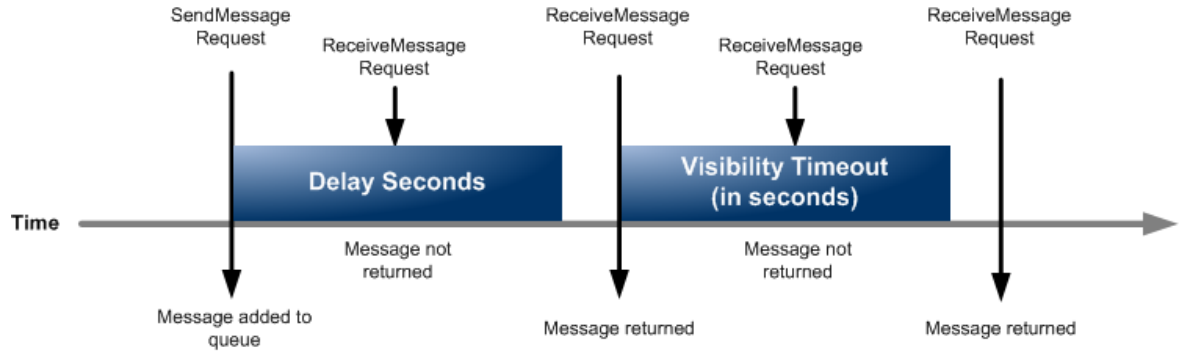 SendMessage
Request
ReceiveMessage
Request
ReceiveMessage
Request
ReceiveMessage
Request
ReceiveMessage
Request
Delay Seconds
Visibility Timeout
(in seconds)
Time
Message not
returned
Message not
returned
Message added to
queue
Message returned
Message returned